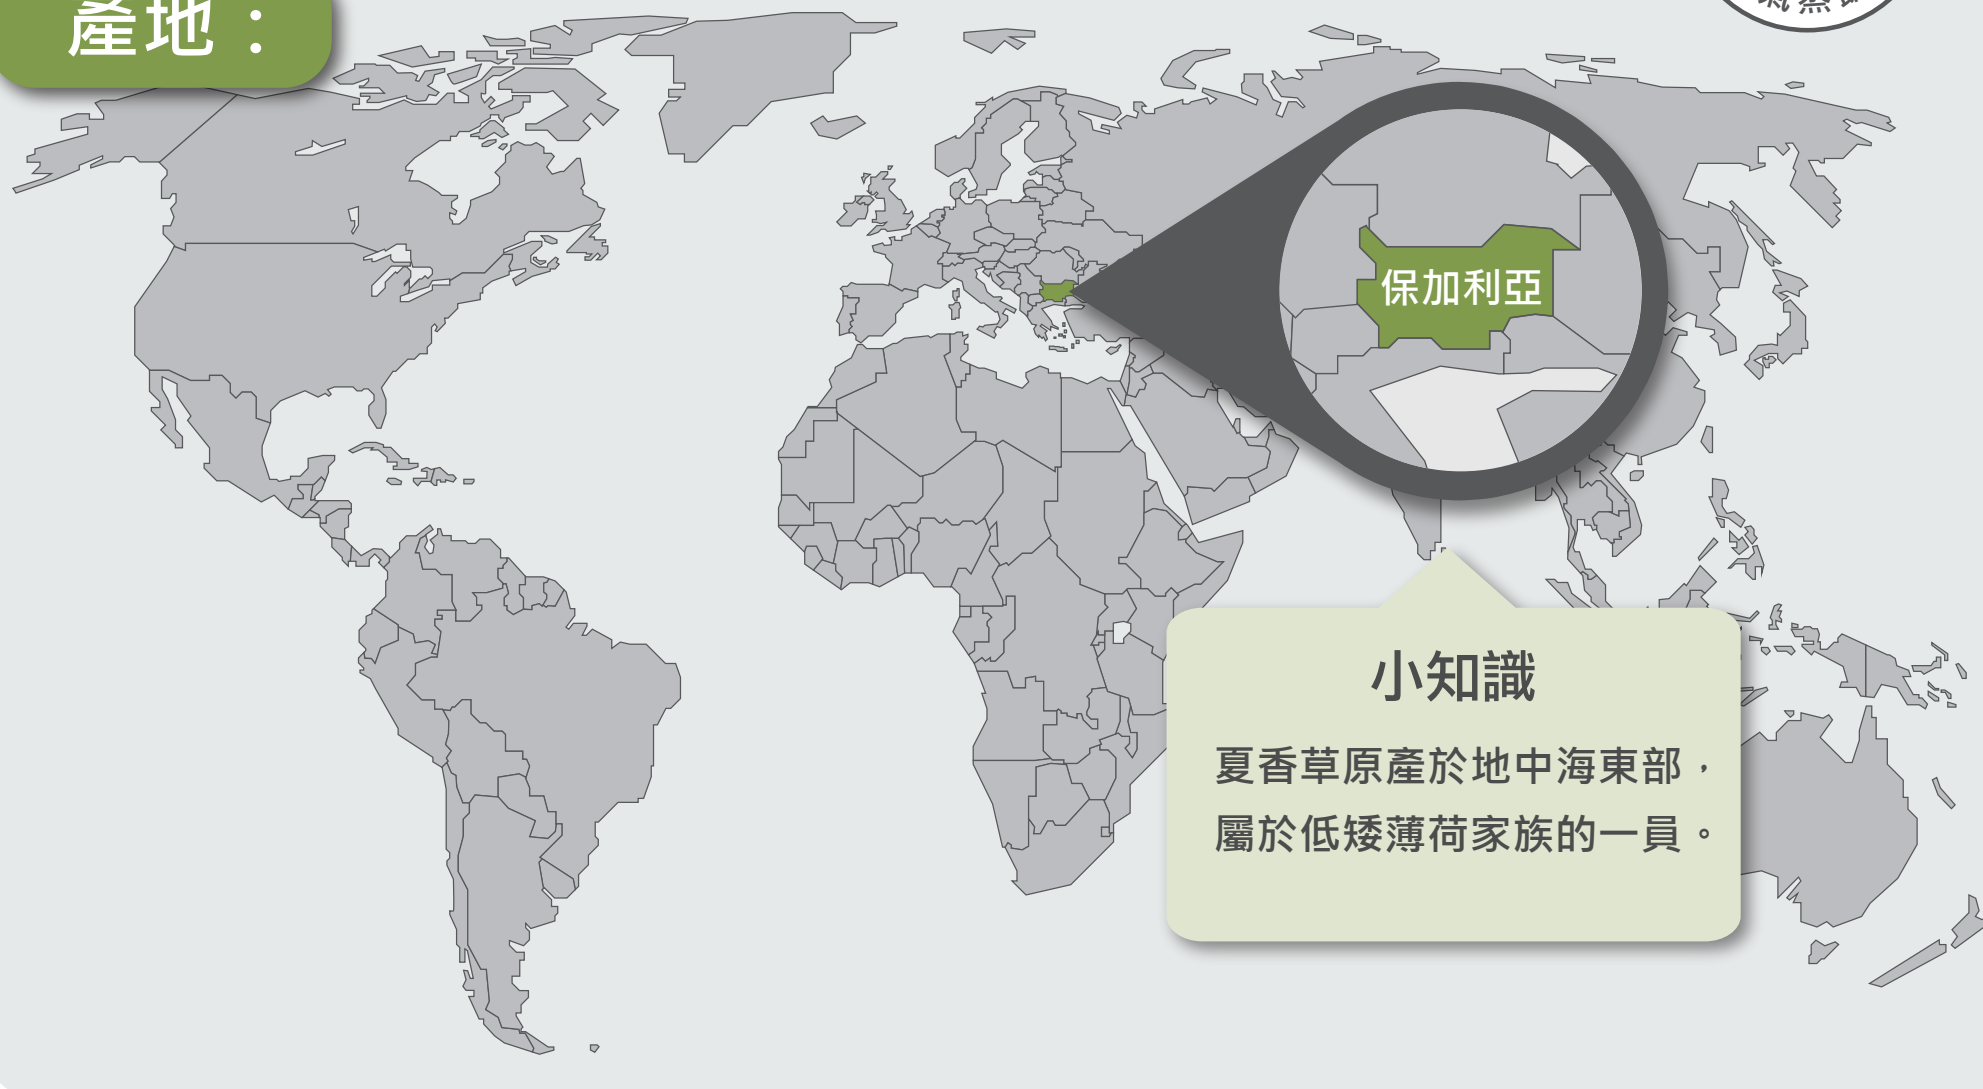 產地：
保加利亞
小知識
夏香草原產於地中海東部，
屬於低矮薄荷家族的一員。